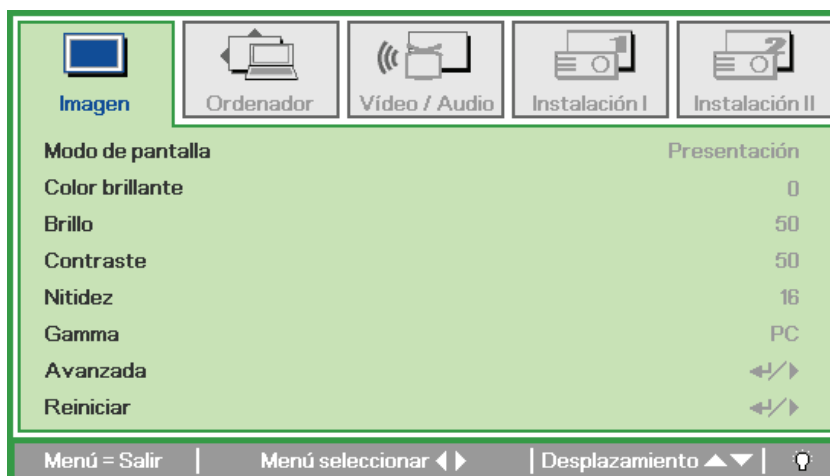 Imagen Ordenador Vídeo / Audio Instalación I Instalación II
Modo de pantalla Presentación
Color brillante 0
Brillo 50
Contraste 50
Nitidez 16
Gamma PC
Avanzada
Reiniciar
Menú = Salir Menú seleccionar Desplazamiento